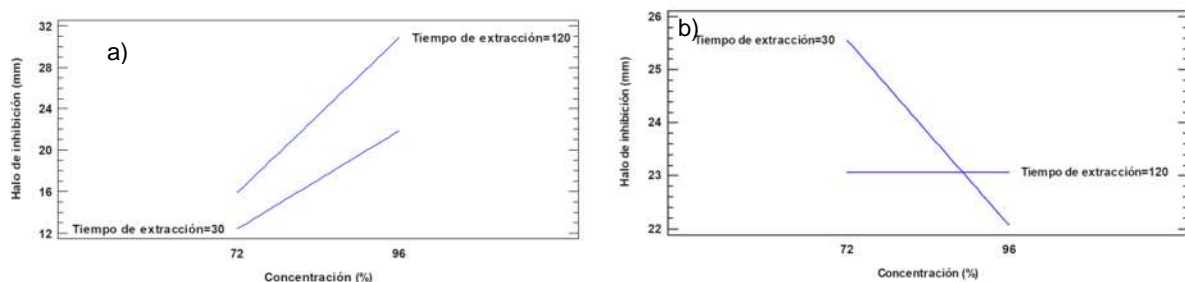 a)
Halo de inhibición (mm)
32
28
24
20
16
12
Tiempo de extracción=120
Tiempo de extracción=30
72
96
Concentración (%)
b)
Halo de inhibición (mm)
26
25
24
23
22
Tiempo de extracción=30
Tiempo de extracción=120
72
96
Concentración (%)